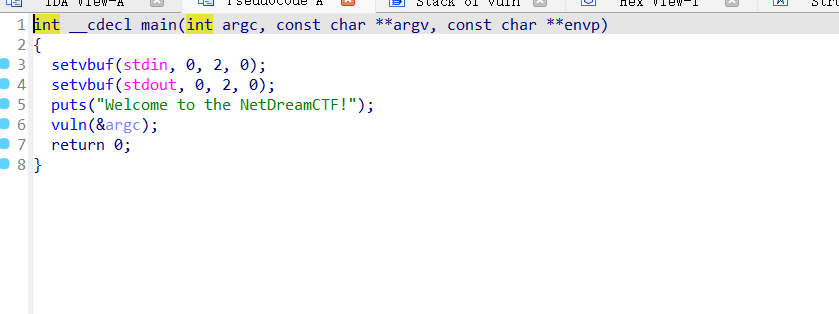 IDA View-A Pseudocode-A Stack of vuln Hex View-1 Stru
1 int __cdecl main(int argc, const char **argv, const char **envp)
2 {
3 setvbuf(stdin, 0, 2, 0);
4 setvbuf(stdout, 0, 2, 0);
5 puts("Welcome to the NetDreamCTF!");
6 vuln(&argc);
7 return 0;
8 }